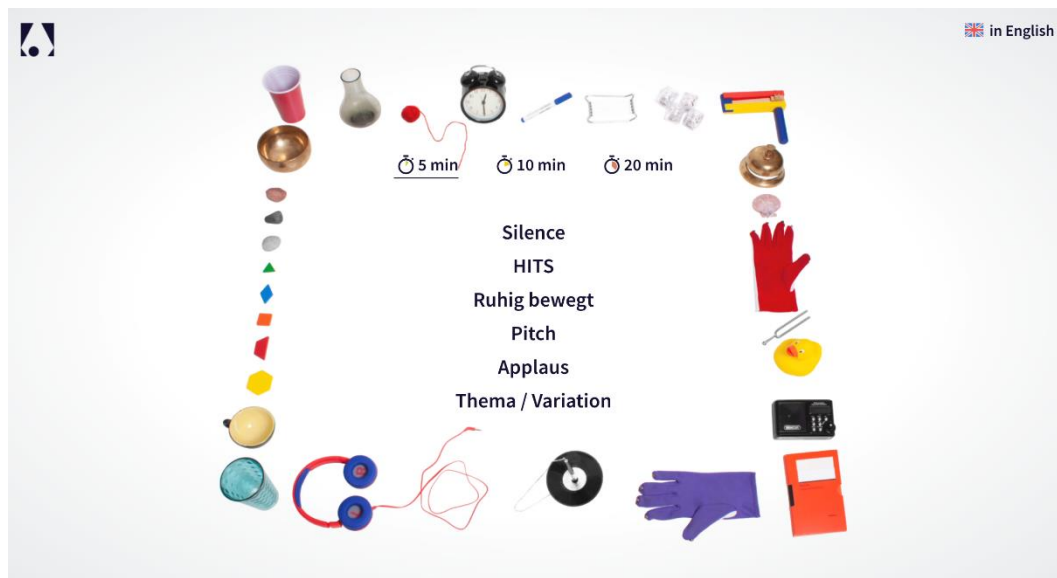 in English
5 min
10 min
20 min
Silence
HITS
Ruhig bewegt
Pitch
Applaus
Thema / Variation